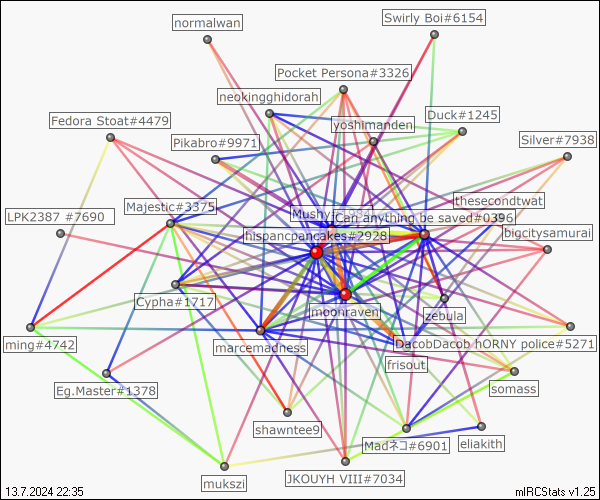 normalwan
Swirly Boi#6154
Pocket Persona#3326
neokingghidorah
Fedora Stoat#4479
yoshimanden
Duck#1245
Pikabro#9971
Silver#7938
Majestic#3375
thesecondtwat
LPK2387 #7690
Mushy
Can anything be saved#0396
bigcitysamurai
hispancpancakes#2928
Cypha#1717
moonraven
zebula
ming#4742
marcemadness
DacobDacob hORNY police#5271
frisout
Eg.Master#1378
somass
shawntee9
Madネコ#6901
eliakith
mukszi
JKOUYH VIII#7034
13.7.2024 22:35
mIRCStats v1.25